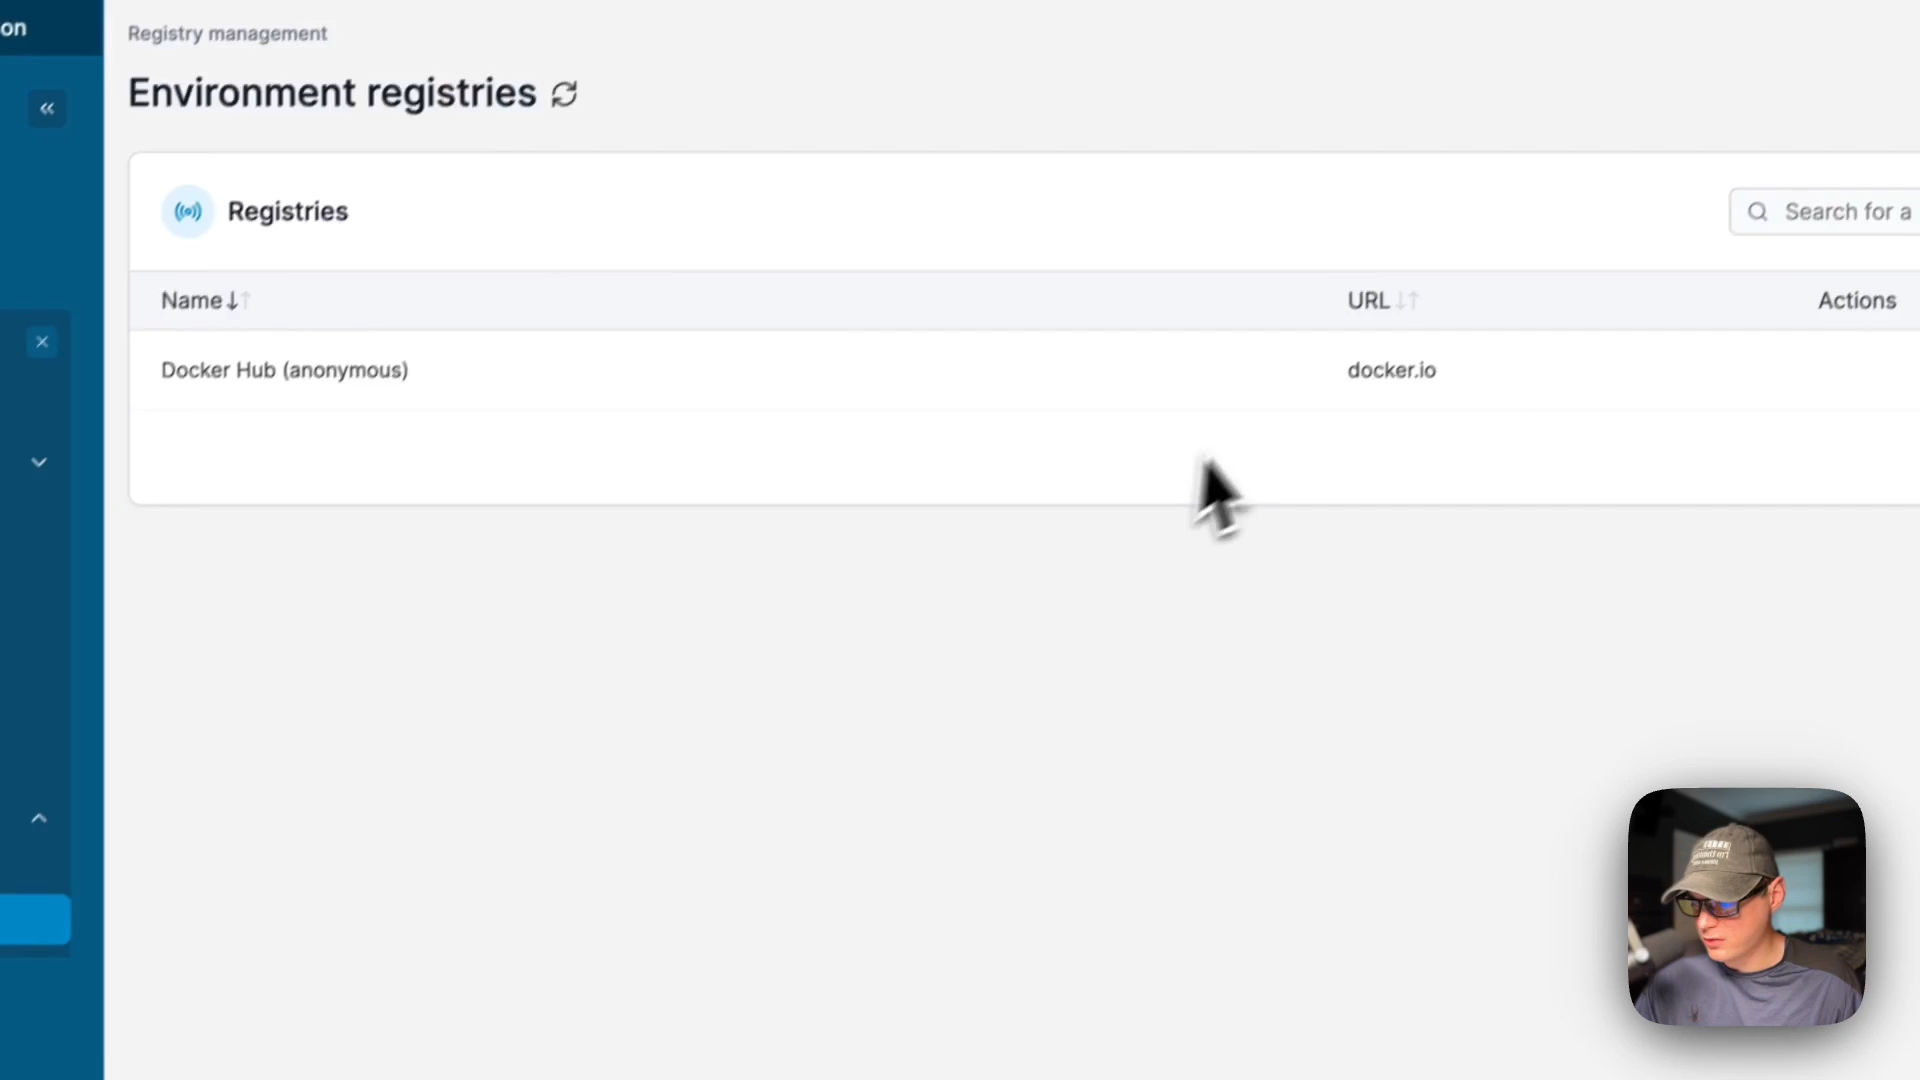 on
Registry management
Environment registries
Registries
Search for a
Name
URL
Actions
Docker Hub (anonymous)
docker.io